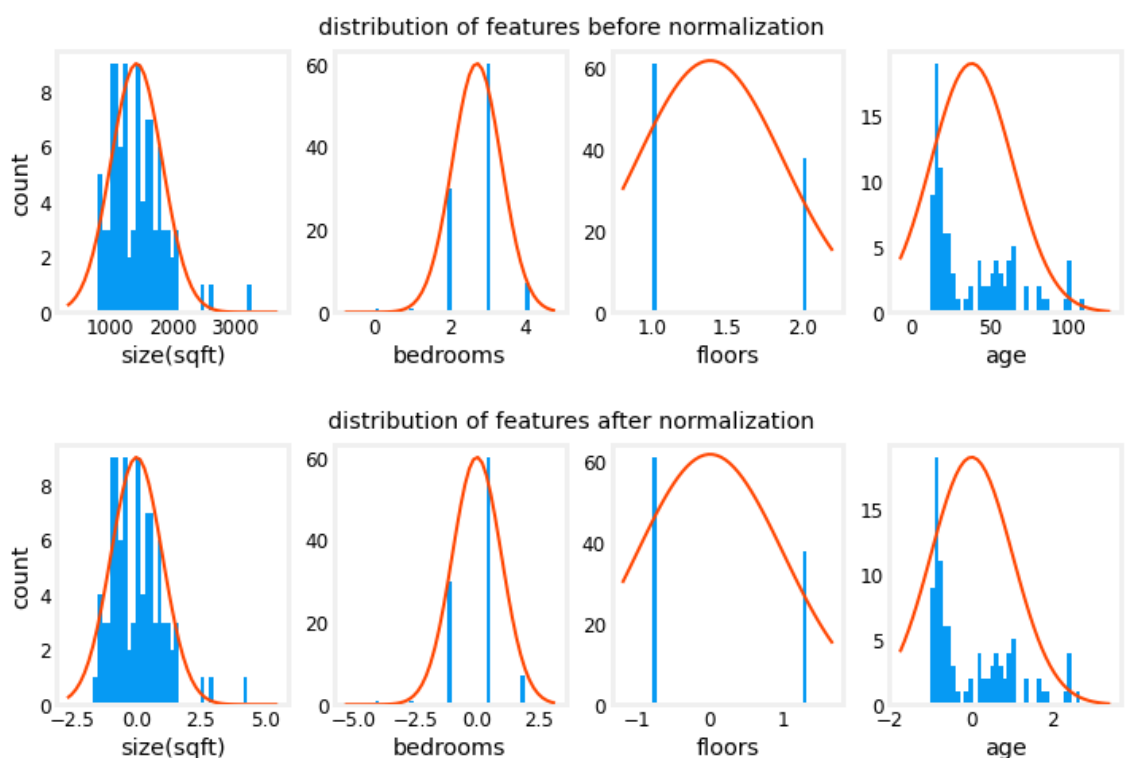 distribution of features before normalization
count
8
6
4
2
0
1000 2000 3000
size(sqft)
60
40
20
0
0 2 4
bedrooms
60
40
20
0
1.0 1.5 2.0
floors
15
10
5
0
0 50 100
age
distribution of features after normalization
count
8
6
4
2
0
−2.5 0.0 2.5 5.0
size(sqft)
60
40
20
0
−5.0 −2.5 0.0 2.5
bedrooms
60
40
20
0
−1 0 1
floors
15
10
5
0
−2 0 2
age